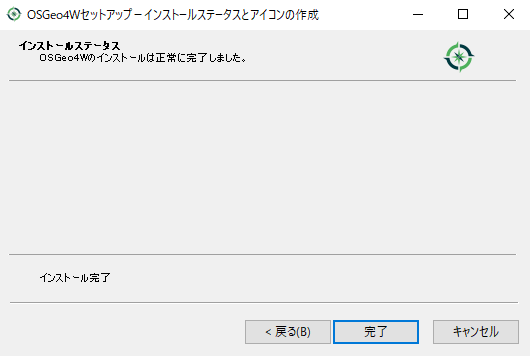 OSGeo4Wセットアップ－インストールステータスとアイコンの作成
インストールステータス
OSGeo4Wのインストールは正常に完了しました。
インストール完了
< 戻る(B)
完了
キャンセル